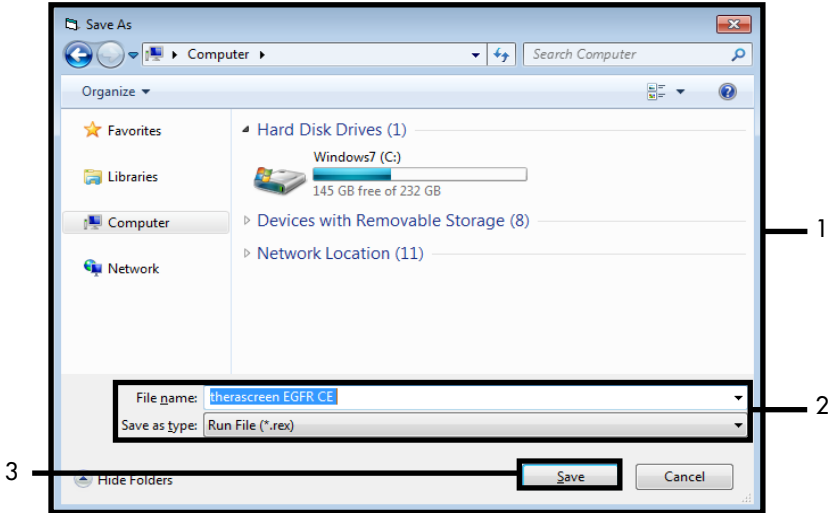 Save As
Computer
Search Computer
Organize
Favorites
Hard Disk Drives (1)
Windows7 (C:)
145 GB free of 232 GB
Libraries
Computer
Devices with Removable Storage (8)
1
Network Location (11)
Network
File name: therascreen EGFR CE
2
Save as type: Run File (*.rex)
3
Hide Folders
Save
Cancel